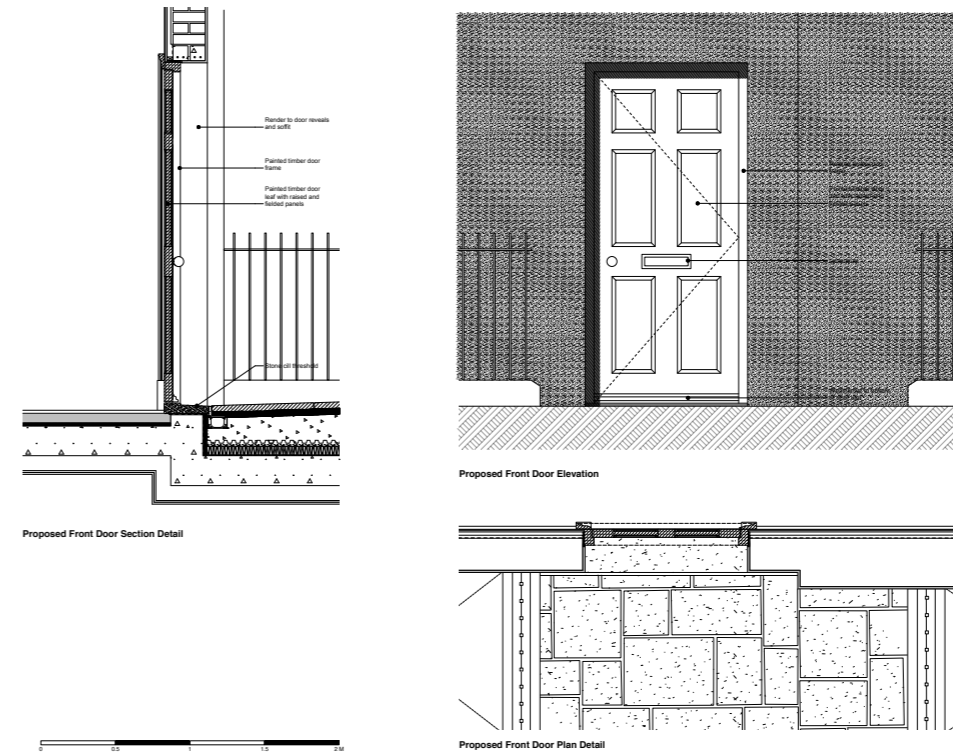 Render to door reveals
and soffit
Painted timber door
frame
Painted timber door
leaf with raised and
fielded panels
Stone cill threshold
Proposed Front Door Section Detail
0
0.5
1
1.5
2 M
Proposed Front Door Elevation
Proposed Front Door Plan Detail